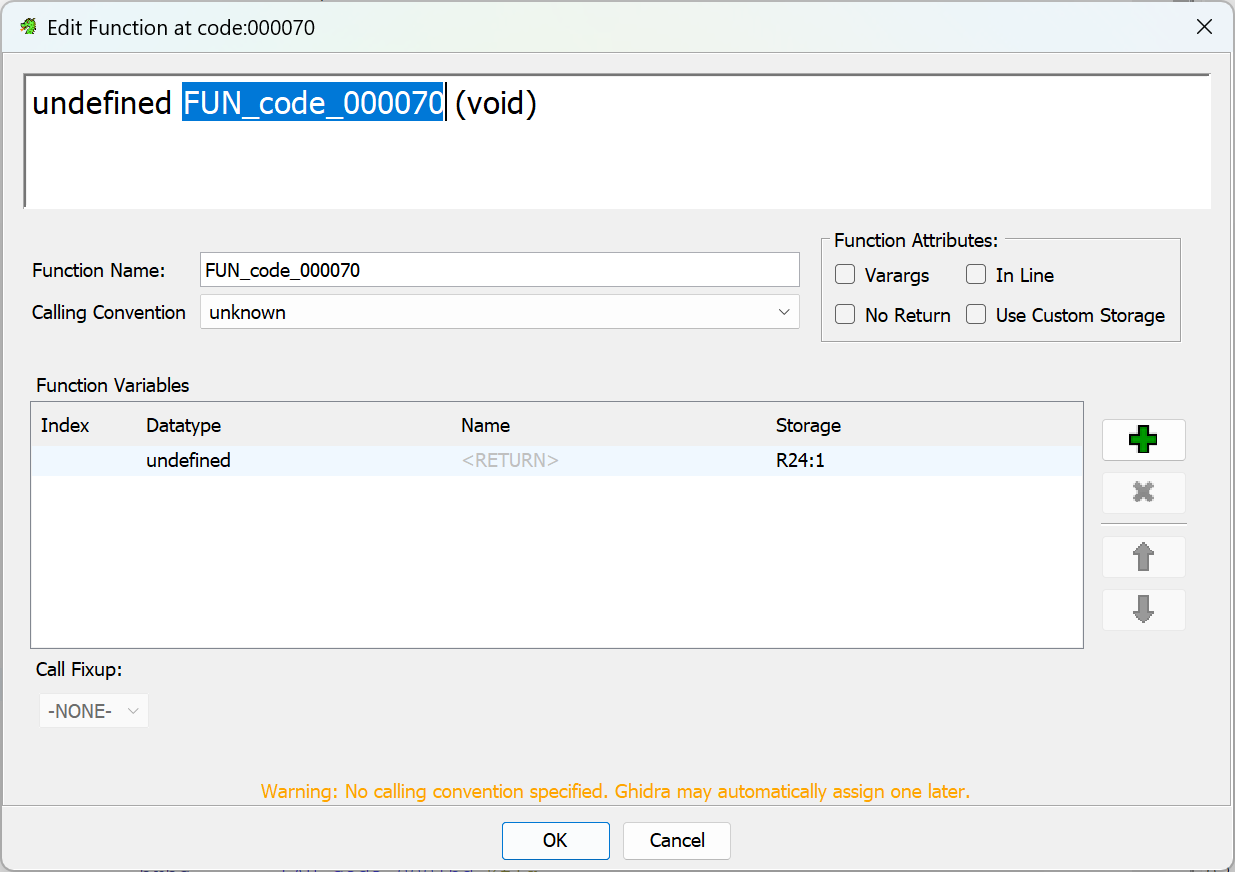 Edit Function at code:000070
undefined FUN_code_000070 (void)
Function Name:
FUN_code_000070
Calling Convention
unknown
Function Attributes:
Varargs
In Line
No Return
Use Custom Storage
Function Variables
Index Datatype Name Storage
undefined <RETURN> R24:1
Call Fixup:
-NONE-
Warning: No calling convention specified. Ghidra may automatically assign one later.
OK
Cancel